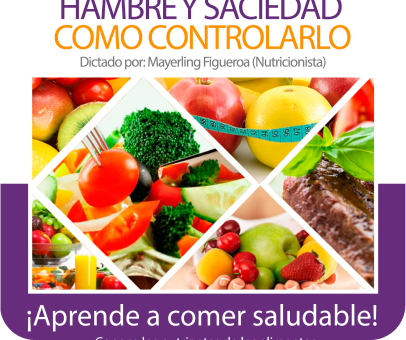 HAMBRE Y SACIEDAD
COMO CONTROLARLO
Dictado por: Mayerling Figueroa (Nutricionista)
¡Aprende a comer saludable!